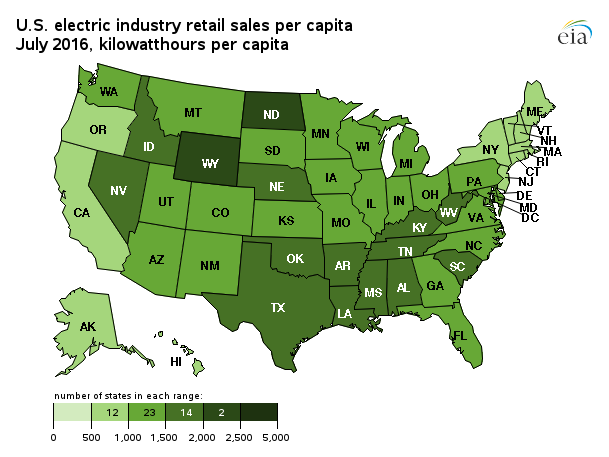 U.S. electric industry retail sales per capita
July 2016, kilowatthours per capita
eia
WA
MT
ND
MN
ME
OR
ID
SD
WI
MI
NY
VT
NH
MA
RI
CT
NJ
WY
NE
IA
PA
DE
MD
DC
NV
UT
CO
KS
MO
IL
IN
OH
WV
VA
CA
KY
NC
AZ
NM
OK
AR
TN
SC
TX
LA
MS
AL
GA
FL
AK
HI
number of states in each range:
12 23 14 2
0 500 1,000 1,500 2,000 2,500 5,000